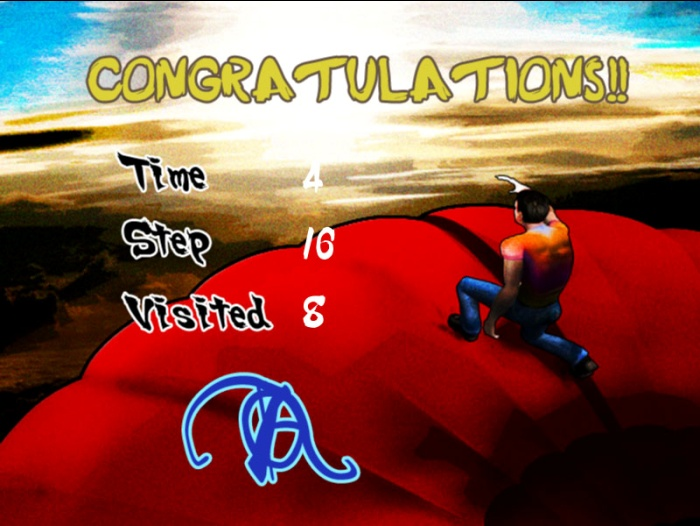 CONGRATULATIONS!!
Time 4
Step 16
Visited 8